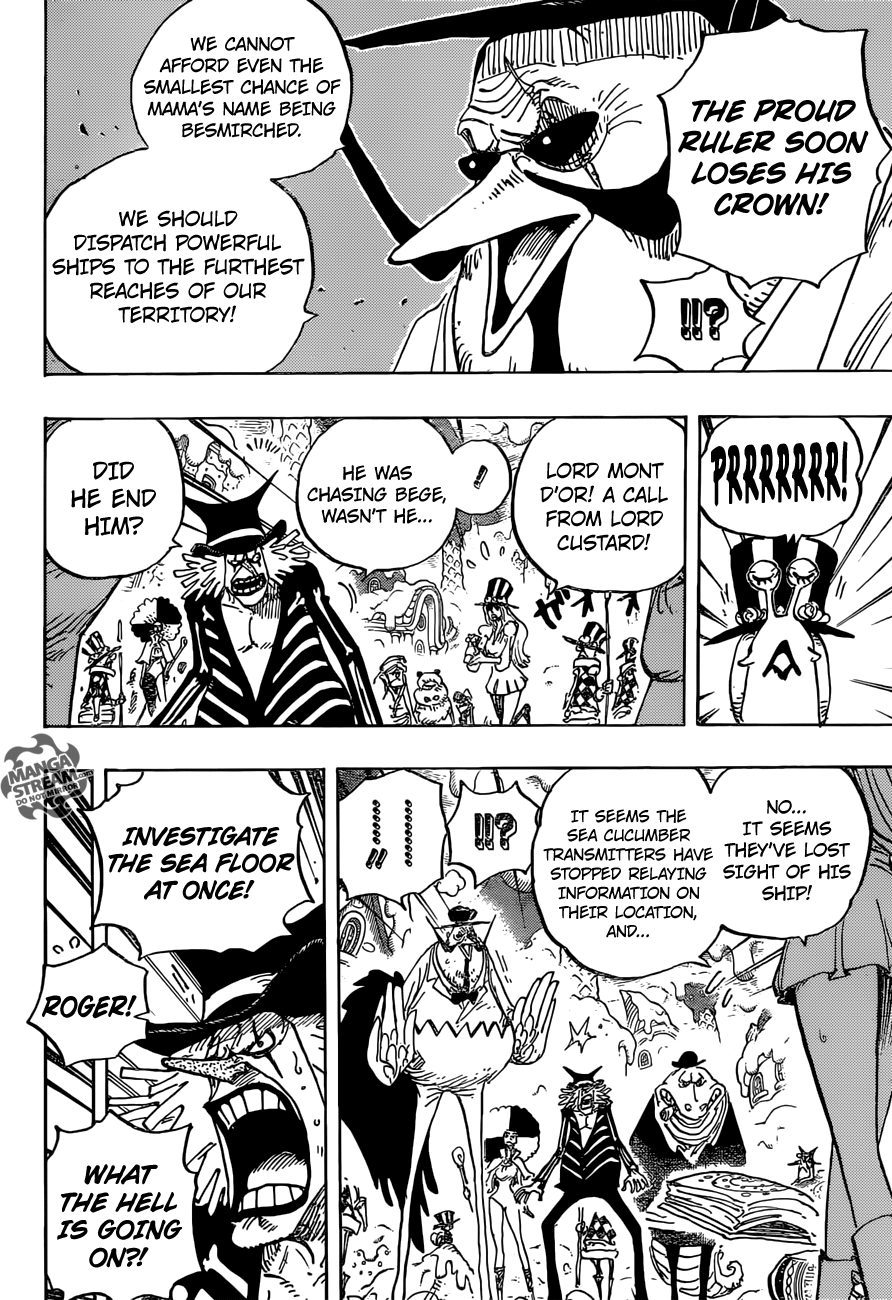 THE PROUD
RULER SOON
LOSES HIS
CROWN!
WE CANNOT
AFFORD EVEN THE
SMALLEST CHANCE OF
MAMA'S NAME BEING
BESMIRCHED.
WE SHOULD
DISPATCH POWERFUL
SHIPS TO THE FURTHEST
REACHES OF OUR
TERRITORY!
!!?
PRRRRRRR!
LORD MONT
D'OR! A CALL
FROM LORD
CUSTARD!
!
HE WAS
CHASING BEGE,
WASN'T HE...
DID
HE END
HIM?
ガオオ
NO...
IT SEEMS
THEY'VE LOST
SIGHT OF HIS
SHIP!
IT SEEMS THE
SEA CUCUMBER
TRANSMITTERS HAVE
STOPPED RELAYING
INFORMATION ON
THEIR LOCATION,
AND...
!!?
!!
INVESTIGATE
THE SEA FLOOR
AT ONCE!
ROGER!
WHAT
THE HELL
IS GOING
ON?!
MANGA
STREAM.com
DO NOT MIRROR